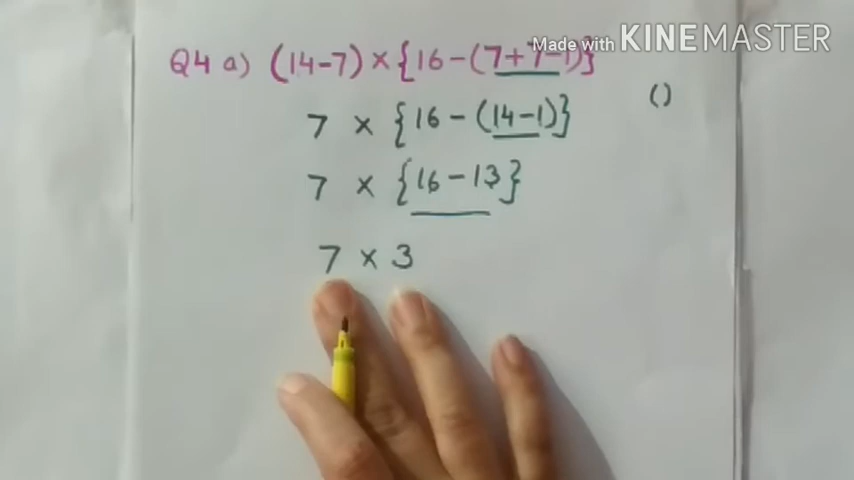 Made with KINEMASTER
Q4 a) (14-7) × {16-(7+7-1)}
()
7 × {16-(14-1)}
7 × {16-13}
7 × 3